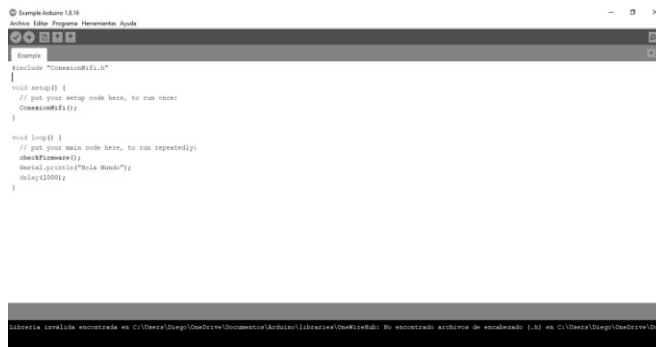 Example Arduino 1.8.16
Archivo Editar Programa Herramientas Ayuda
Example
#include "ConexionWifi.h"
void setup() {
// put your setup code here, to run once:
ConexionWifi();
}
void loop() {
// put your main code here, to run repeatedly:
checkFirmware();
Serial.println("Hola Mundo");
delay(1000);
}
Librería inválida encontrada en C:\Users\Diego\OneDrive\Documentos\Arduino\libraries\OneWireHub: No encontrado archivos de encabezado (.h) en C:\Users\Diego\OneDrive\Do